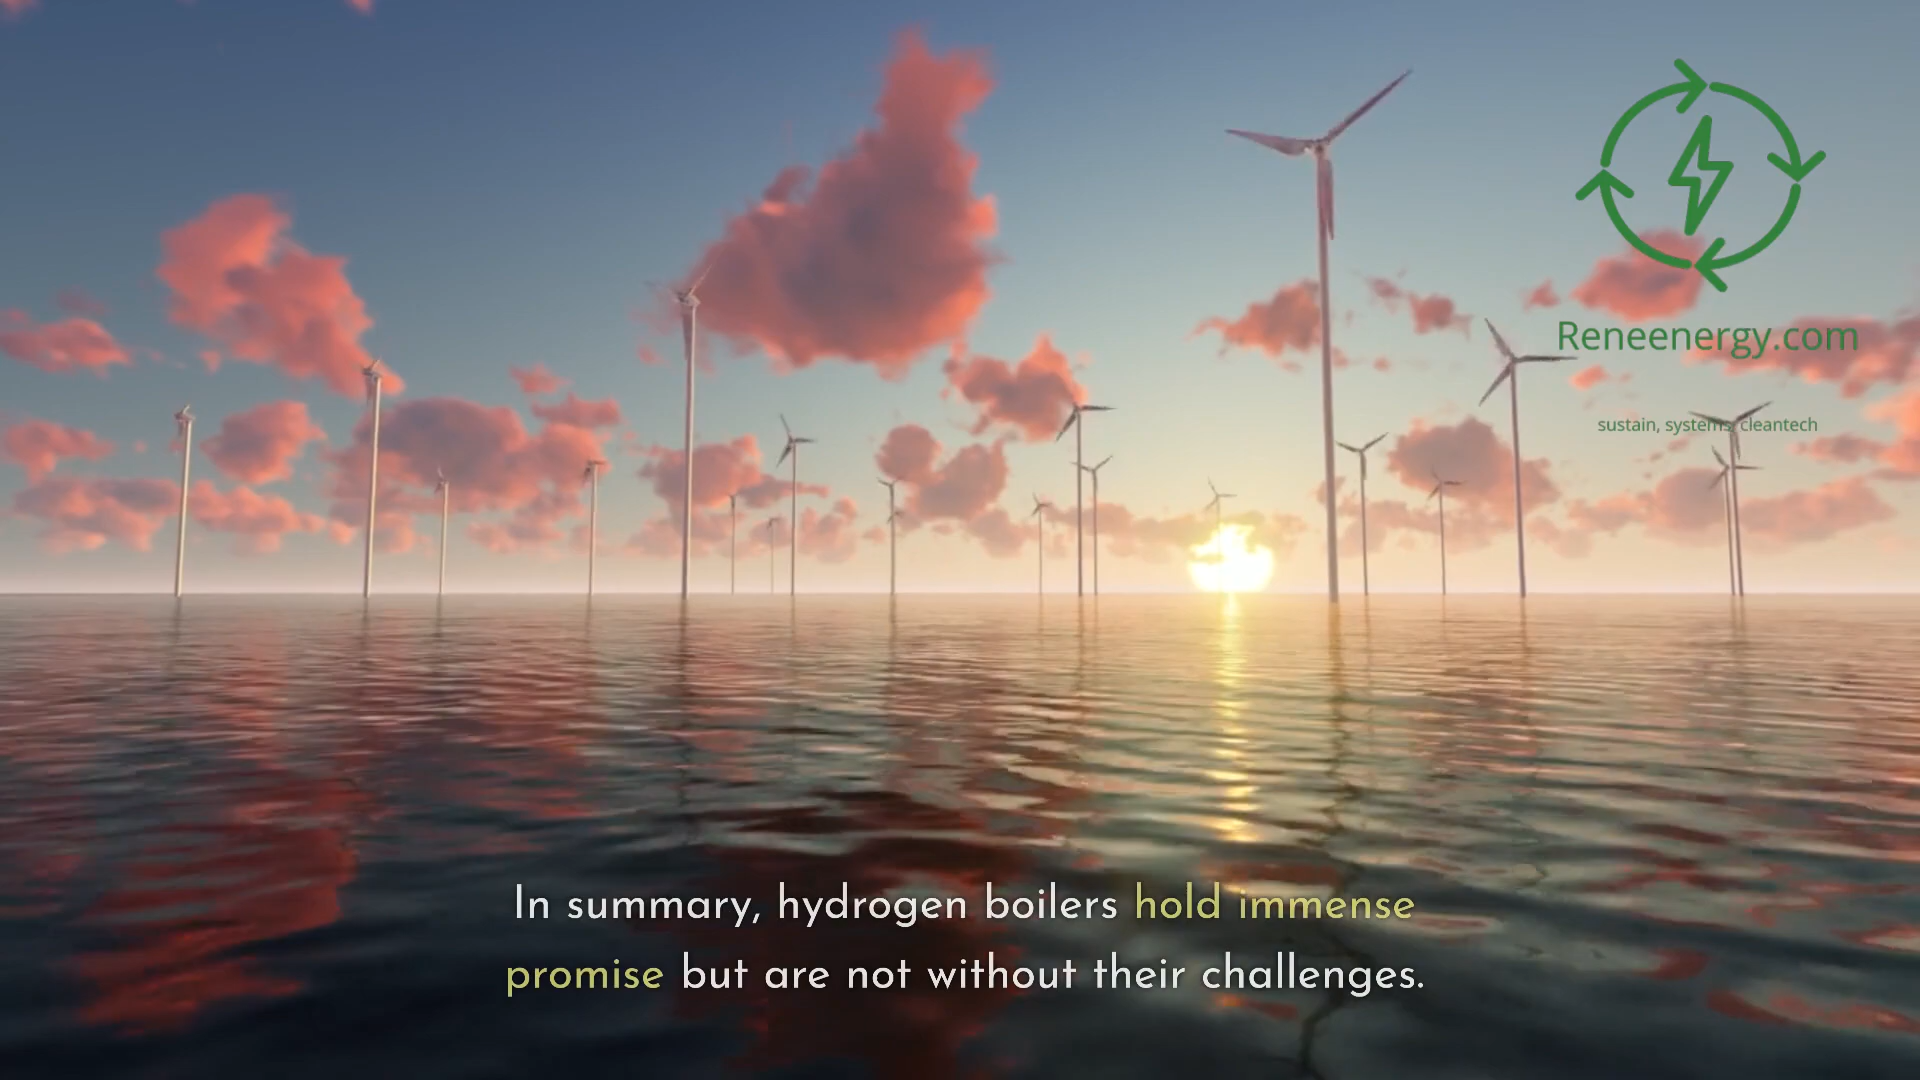 Reneenergy.com
sustain, systems, cleantech
In summary, hydrogen boilers hold immense
promise but are not without their challenges.